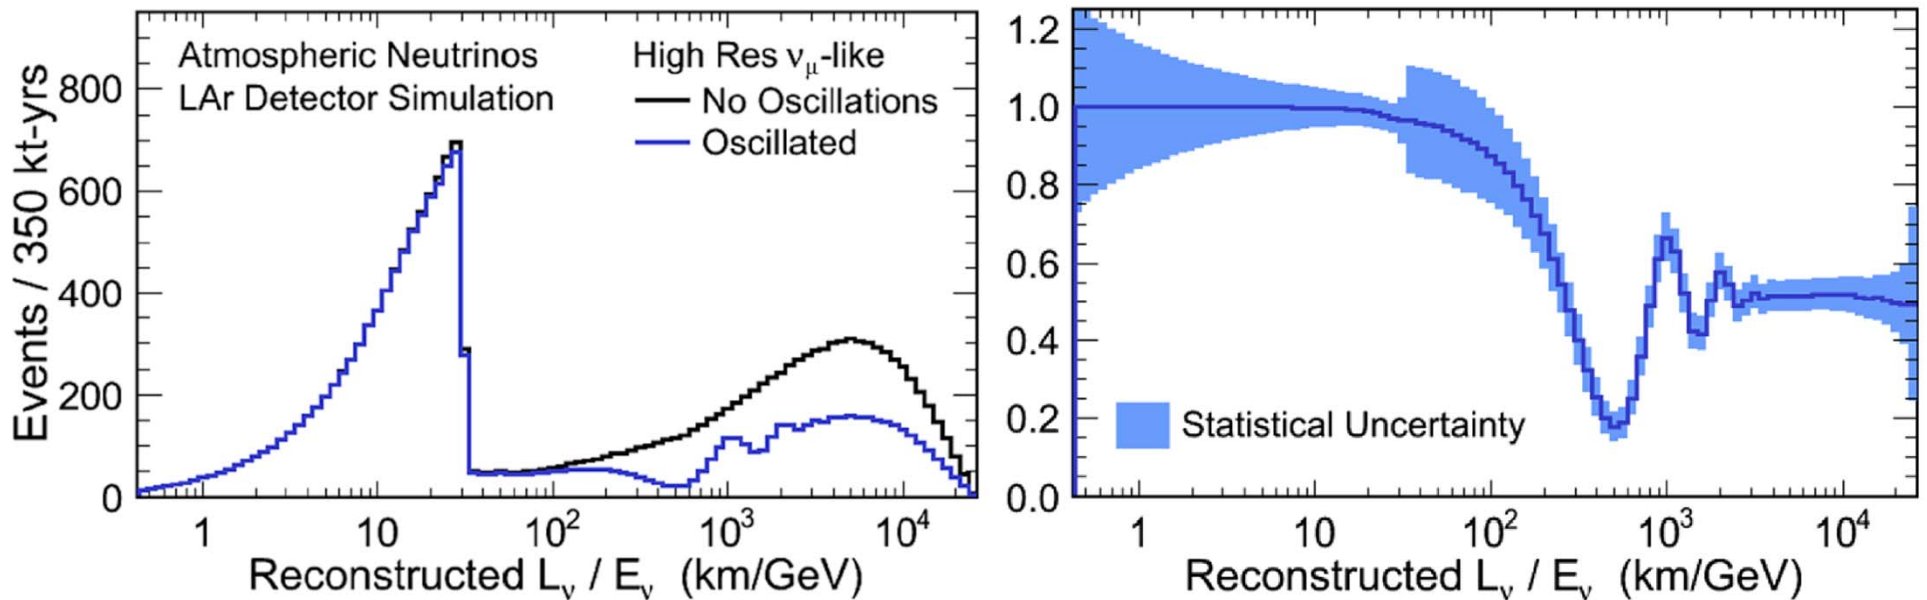 Atmospheric Neutrinos
LAr Detector Simulation
High Res νμ-like
No Oscillations
Oscillated
Events / 350 kt-yrs
800
600
400
200
0
1 10 10² 10³ 10⁴
Reconstructed Lν / Eν (km/GeV)
1.2
1.0
0.8
0.6
0.4
0.2
0.0
Statistical Uncertainty
1 10 10² 10³ 10⁴
Reconstructed Lν / Eν (km/GeV)